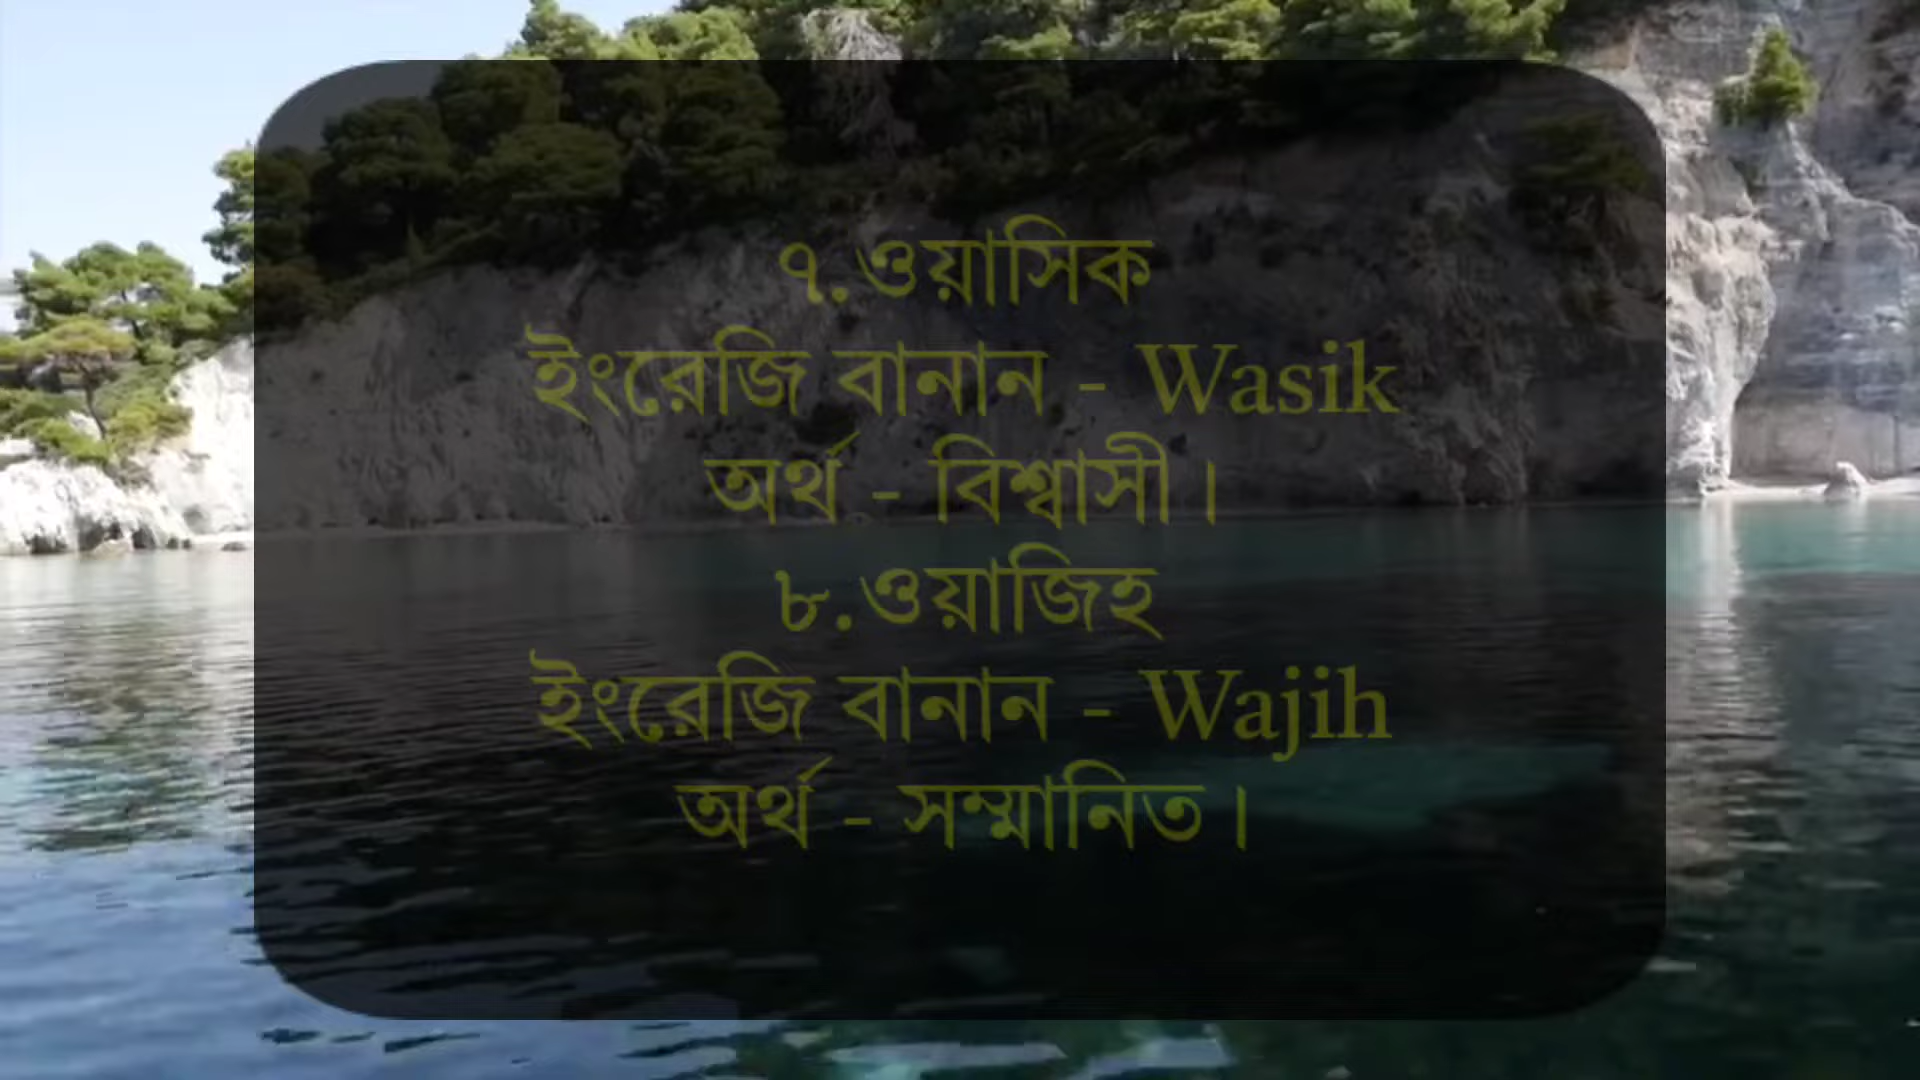 ৭.ওয়াসিক
ইংরেজি বানান - Wasik
অর্থ - বিশ্বাসী।
৮.ওয়াজিহ
ইংরেজি বানান - Wajih
অর্থ - সম্মানিত।